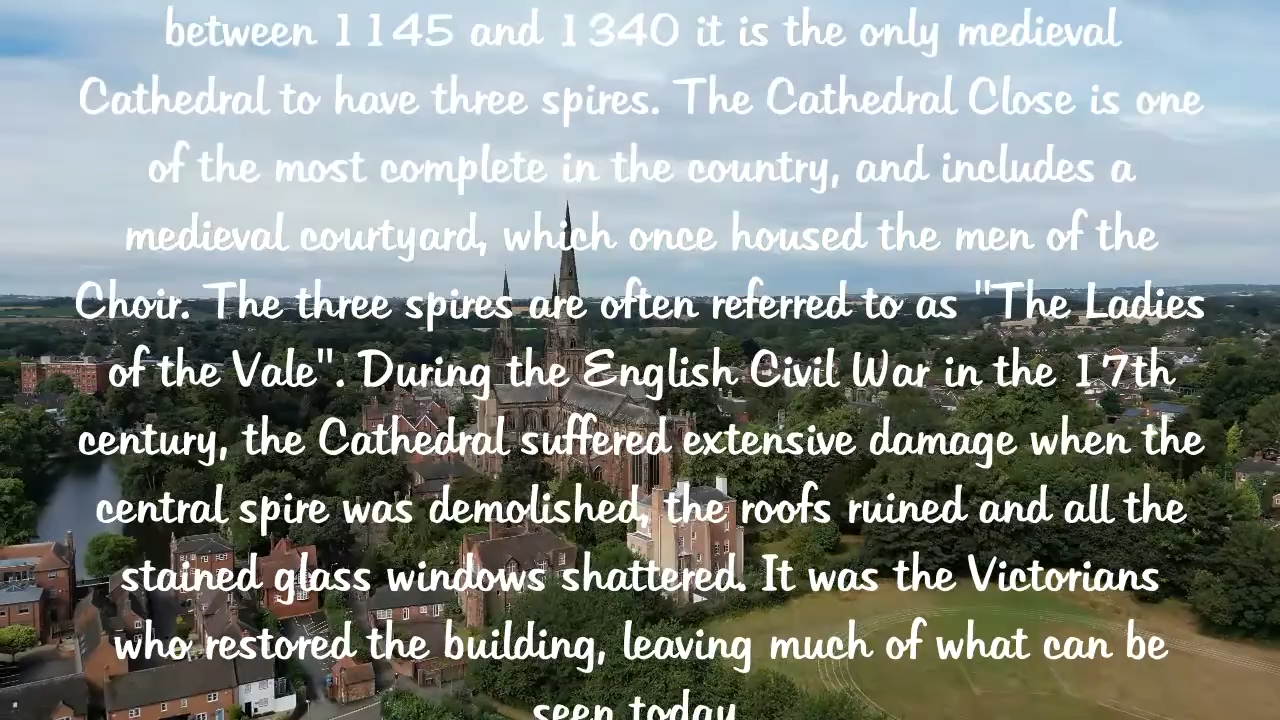 between 1145 and 1340 it is the only medieval
Cathedral to have three spires. The Cathedral Close is one
of the most complete in the country, and includes a
medieval courtyard, which once housed the men of the
Choir. The three spires are often referred to as "The Ladies
of the Vale". During the English Civil War in the 17th
century, the Cathedral suffered extensive damage when the
central spire was demolished, the roofs ruined and all the
stained glass windows shattered. It was the Victorians
who restored the building, leaving much of what can be
seen today